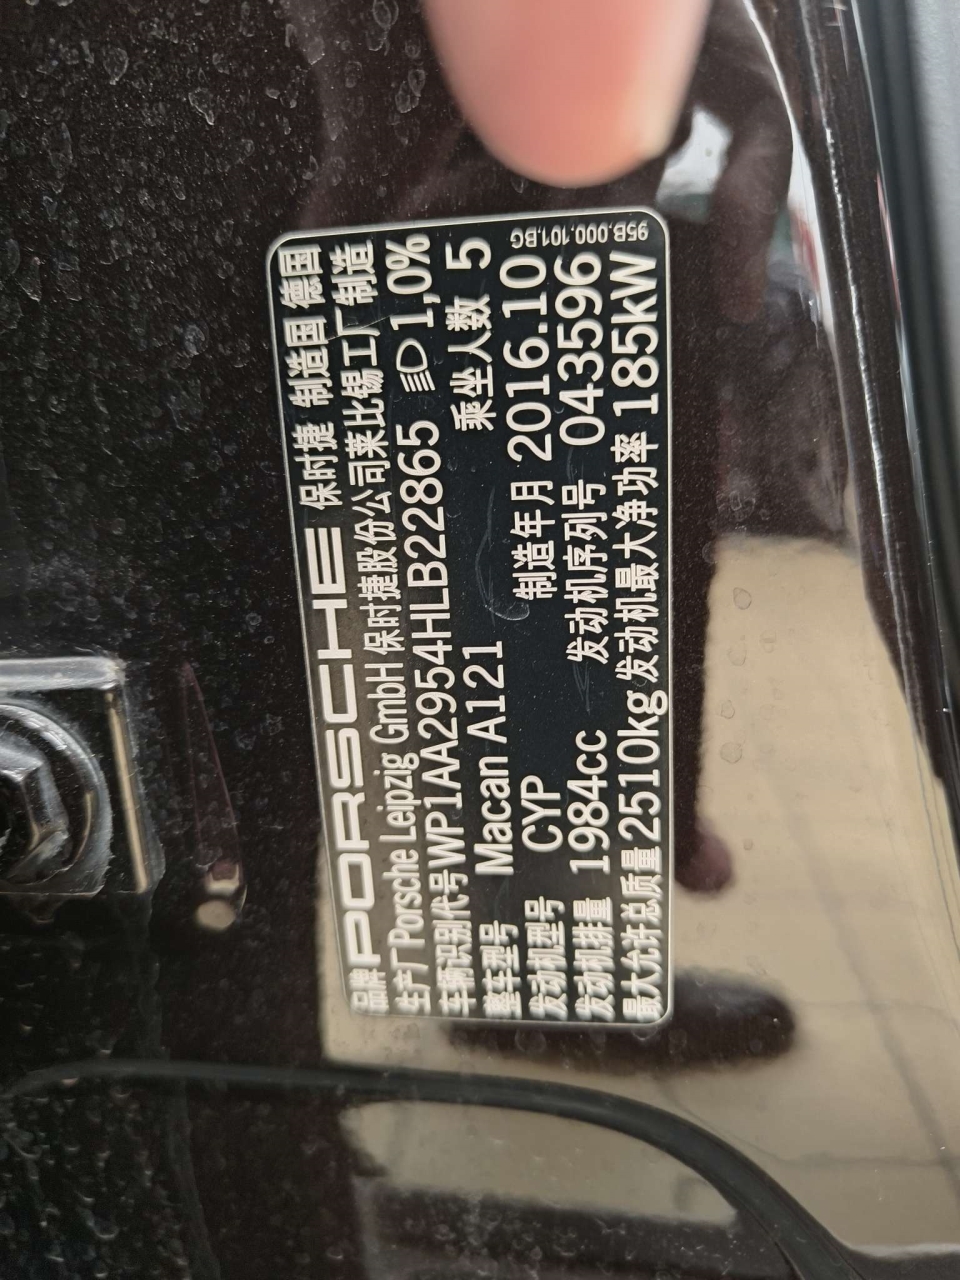 品牌 PORSCHE 保时捷 制造国 德国
生产厂 Porsche Leipzig GmbH 保时捷股份公司莱比锡工厂制造
车辆识别代号 WP1AA2954HLB22865 1,0%
整车型号 Macan A121 乘坐人数 5
发动机型号 CYP 制造年月 2016.10
发动机排量 1984cc 发动机序列号 043596
最大允许总质量 2510kg 发动机最大净功率 185kW
95B.000.101.BG